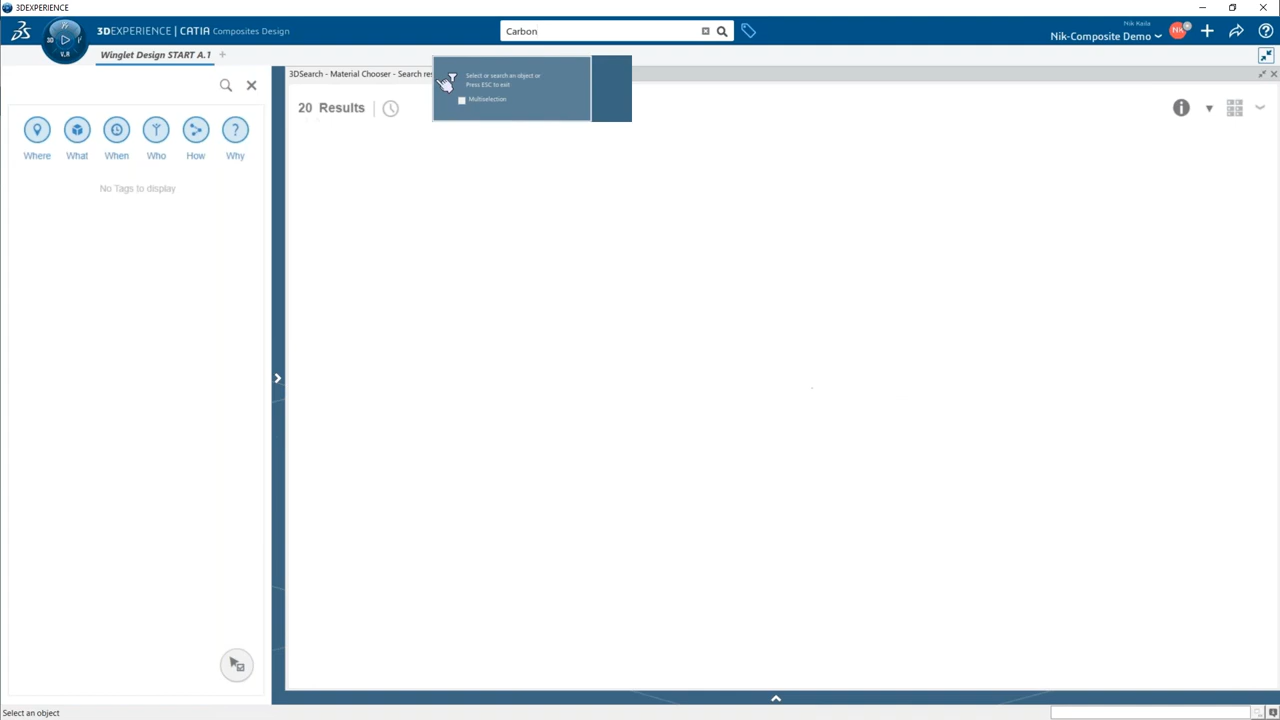 3DEXPERIENCE
3DEXPERIENCE | CATIA Composites Design
Carbon
Nik Kada
Nik-Composite Demo
NK
V.R
Winglet Design START A.1
3DSearch - Material Chooser - Search res
Select or search an object or
Press ESC to exit
Multiselection
20 Results
Where
What
When
Who
How
Why
No Tags to display
Select an object